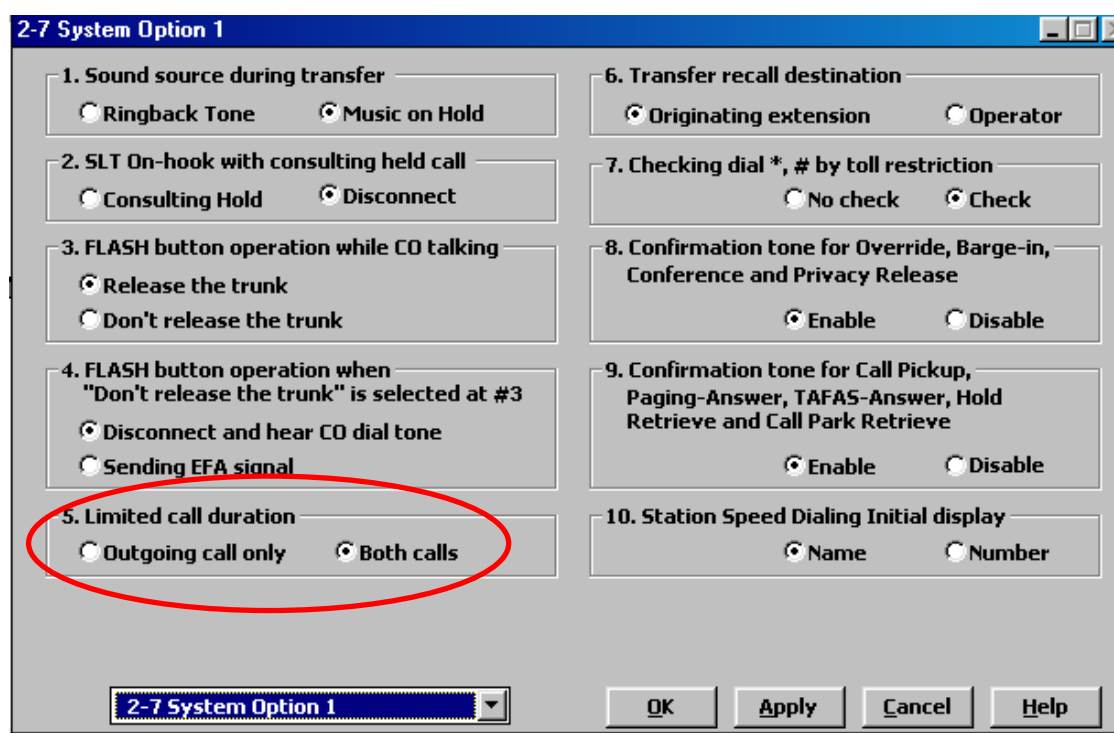 2-7 System Option 1
1. Sound source during transfer
Ringback Tone Music on Hold
2. SLT On-hook with consulting held call
Consulting Hold Disconnect
3. FLASH button operation while CO talking
Release the trunk
Don't release the trunk
4. FLASH button operation when
"Don't release the trunk" is selected at #3
Disconnect and hear CO dial tone
Sending EFA signal
5. Limited call duration
Outgoing call only Both calls
6. Transfer recall destination
Originating extension Operator
7. Checking dial *, # by toll restriction
No check Check
8. Confirmation tone for Override, Barge-in,
Conference and Privacy Release
Enable Disable
9. Confirmation tone for Call Pickup,
Paging-Answer, TAFAS-Answer, Hold
Retrieve and Call Park Retrieve
Enable Disable
10. Station Speed Dialing Initial display
Name Number
2-7 System Option 1
OK Apply Cancel Help